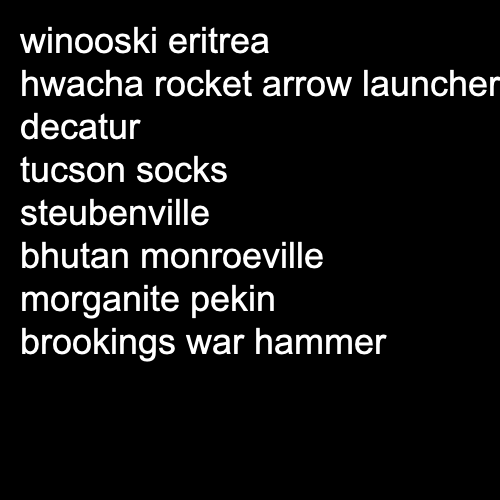 winooski eritrea
hwacha rocket arrow launcher
decatur
tucson socks
steubenville
bhutan monroeville
morganite pekin
brookings war hammer